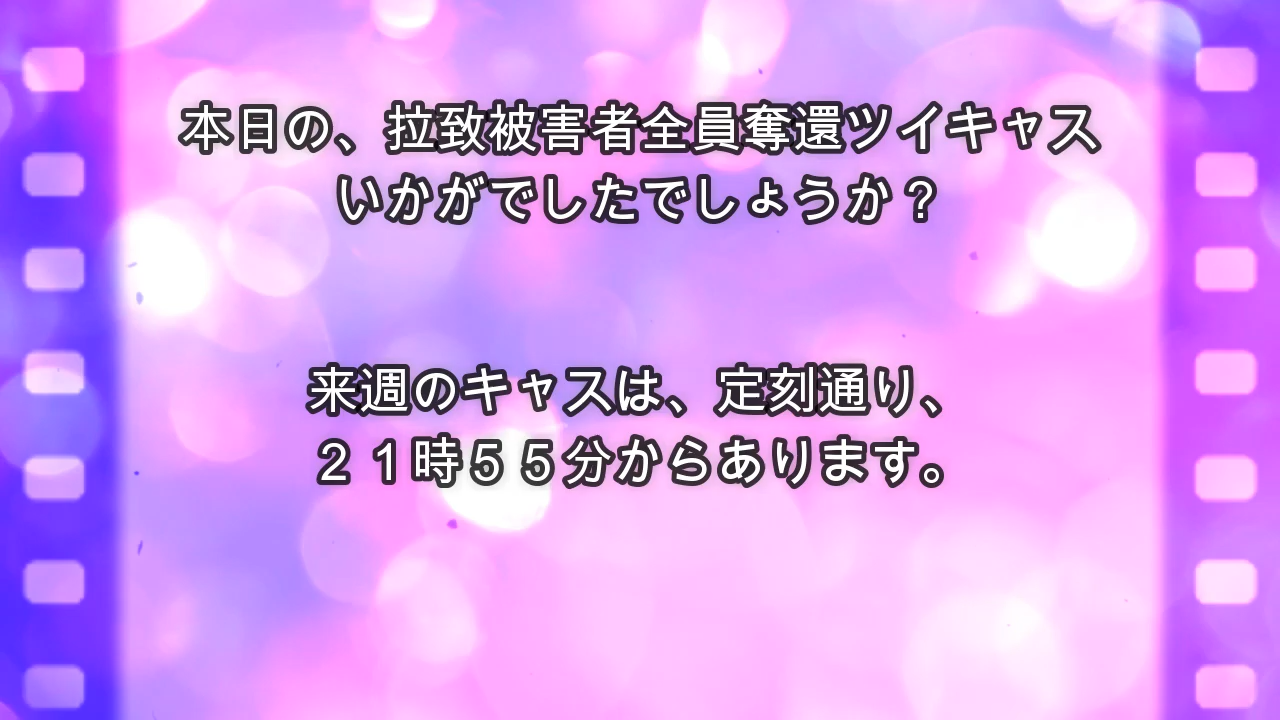 本日の、拉致被害者全員奪還ツイキャス
いかがでしたでしょうか？
来週のキャスは、定刻通り、
２１時５５分からあります。